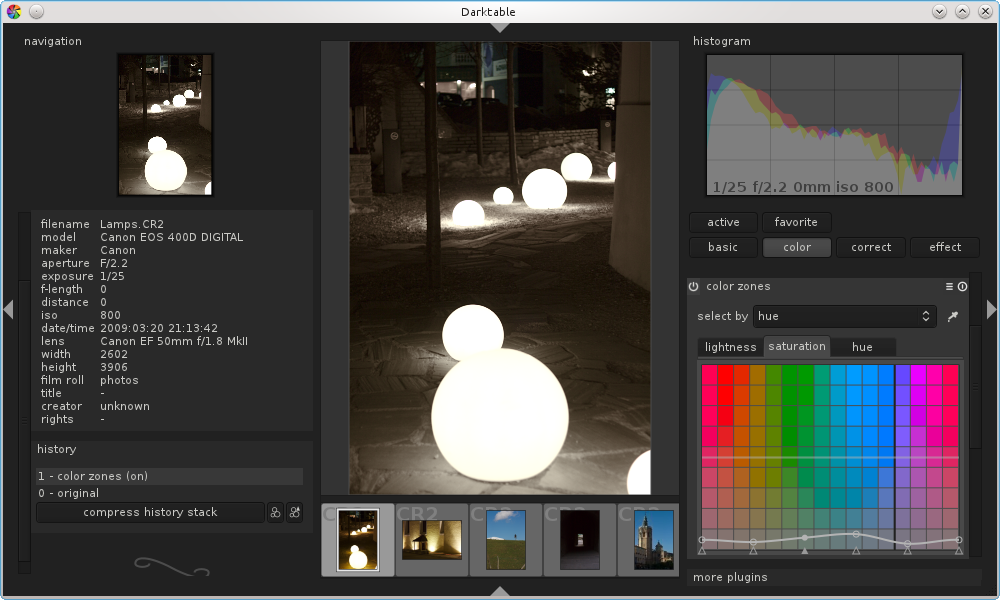 Darktable
navigation
filename Lamps.CR2
model Canon EOS 400D DIGITAL
maker Canon
aperture F/2.2
exposure 1/25
f-length 0
distance 0
iso 800
date/time 2009:03:20 21:13:42
lens Canon EF 50mm f/1.8 MkII
width 2602
height 3906
film roll photos
title -
creator unknown
rights -
history
1 - color zones (on)
0 - original
compress history stack
CR2
histogram
1/25 f/2.2 0mm iso 800
active favorite
basic color correct effect
color zones
select by hue
lightness saturation hue
more plugins